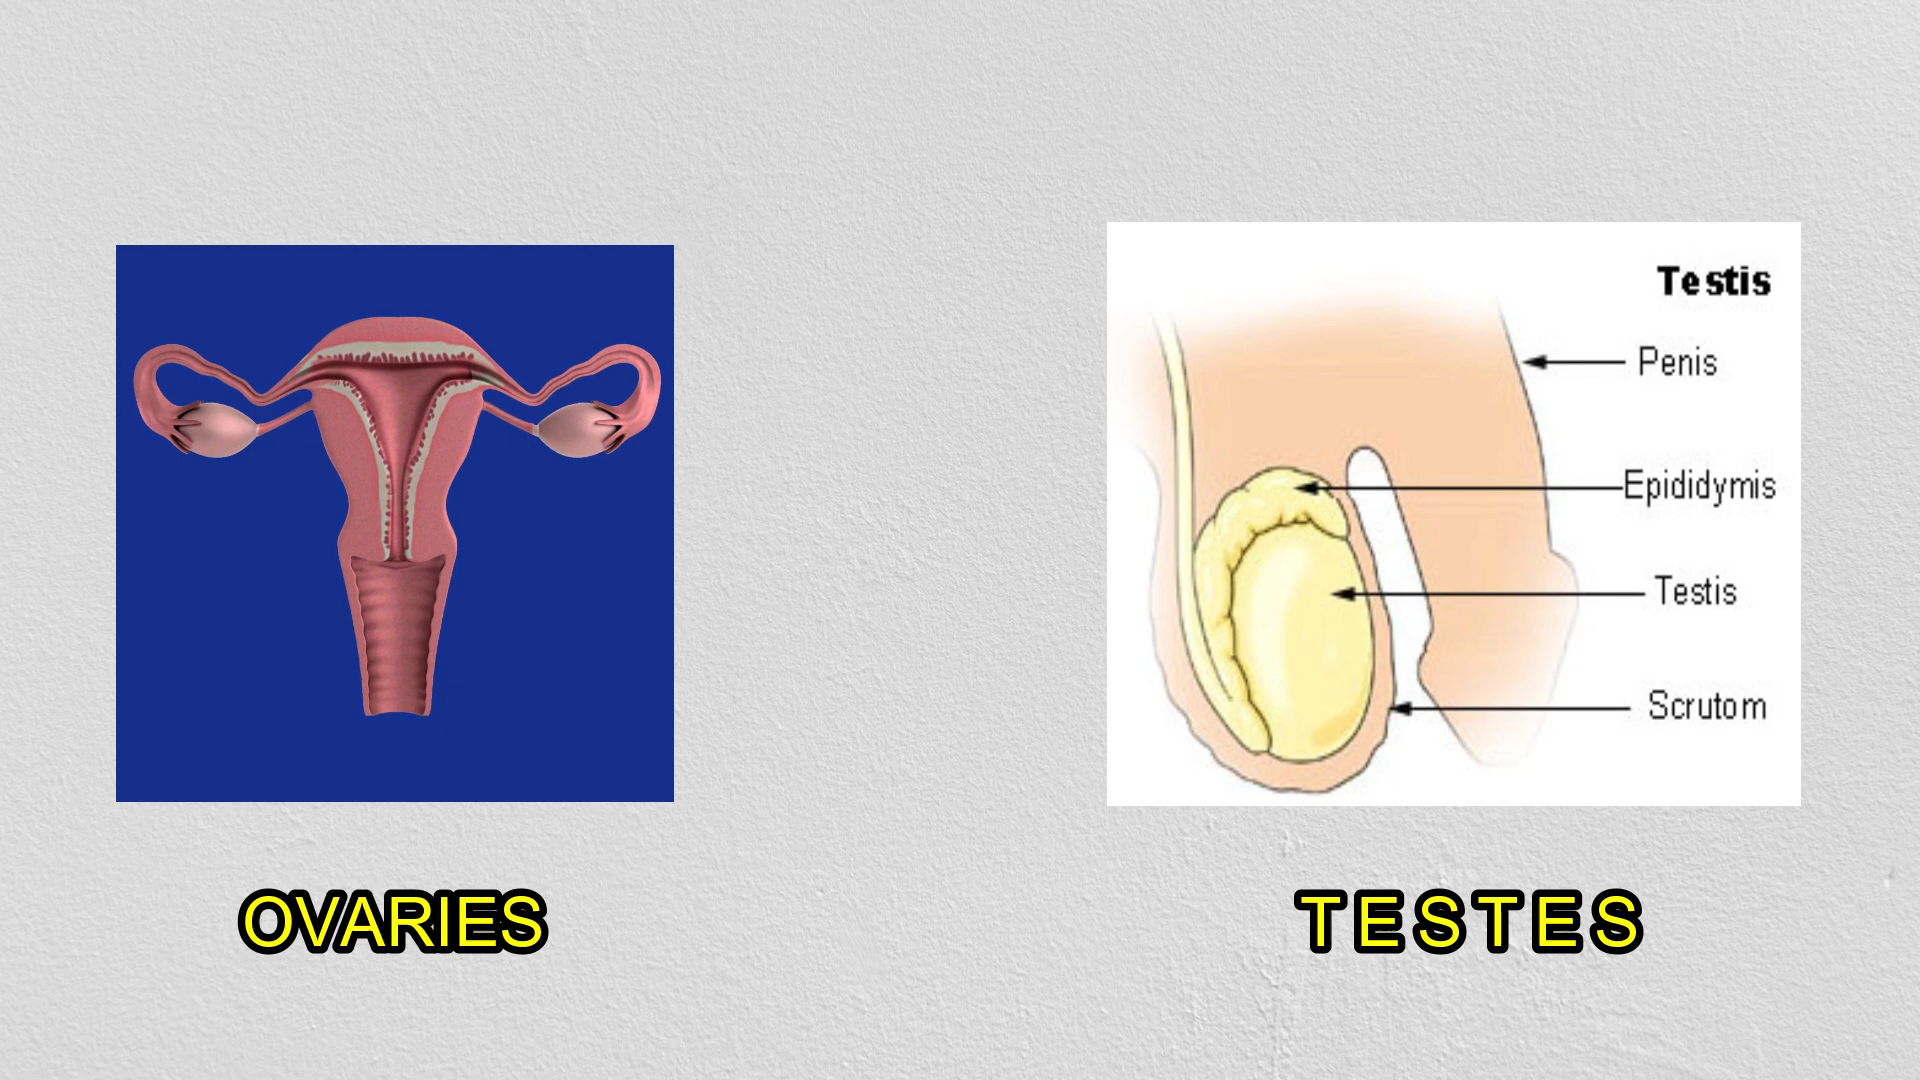 Testis
Penis
Epididymis
Testis
Scrutom
OVARIES
TESTES